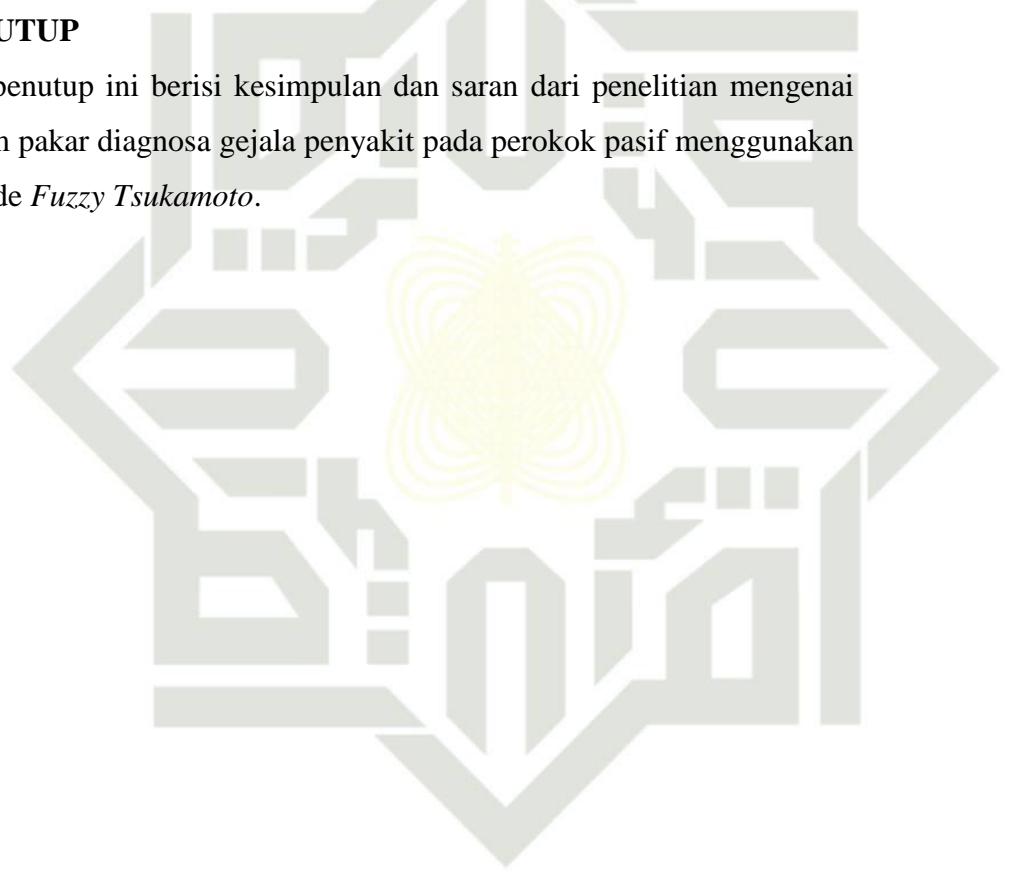 UTUP
penutup ini berisi kesimpulan dan saran dari penelitian mengenai
pakar diagnosa gejala penyakit pada perokok pasif menggunakan
Fuzzy Tsukamoto.